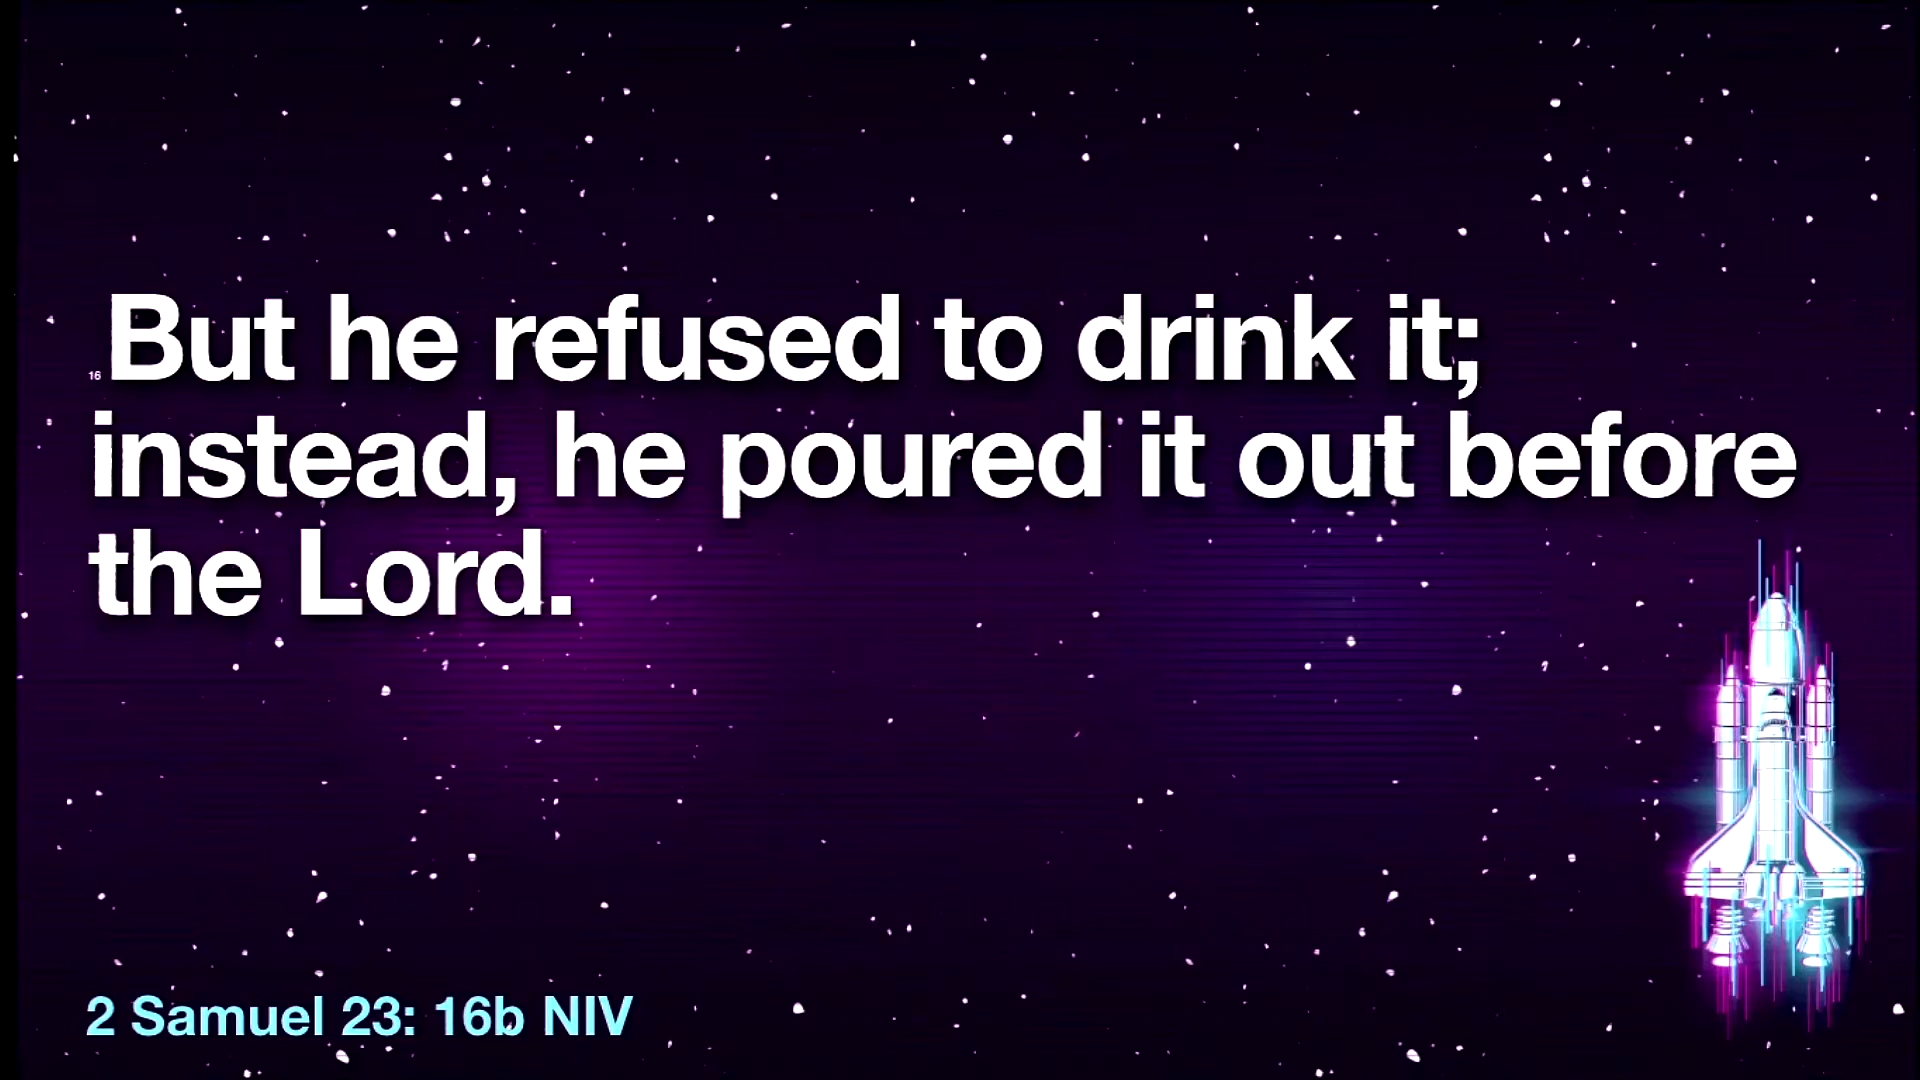 16 But he refused to drink it;
instead, he poured it out before
the Lord.
2 Samuel 23: 16b NIV